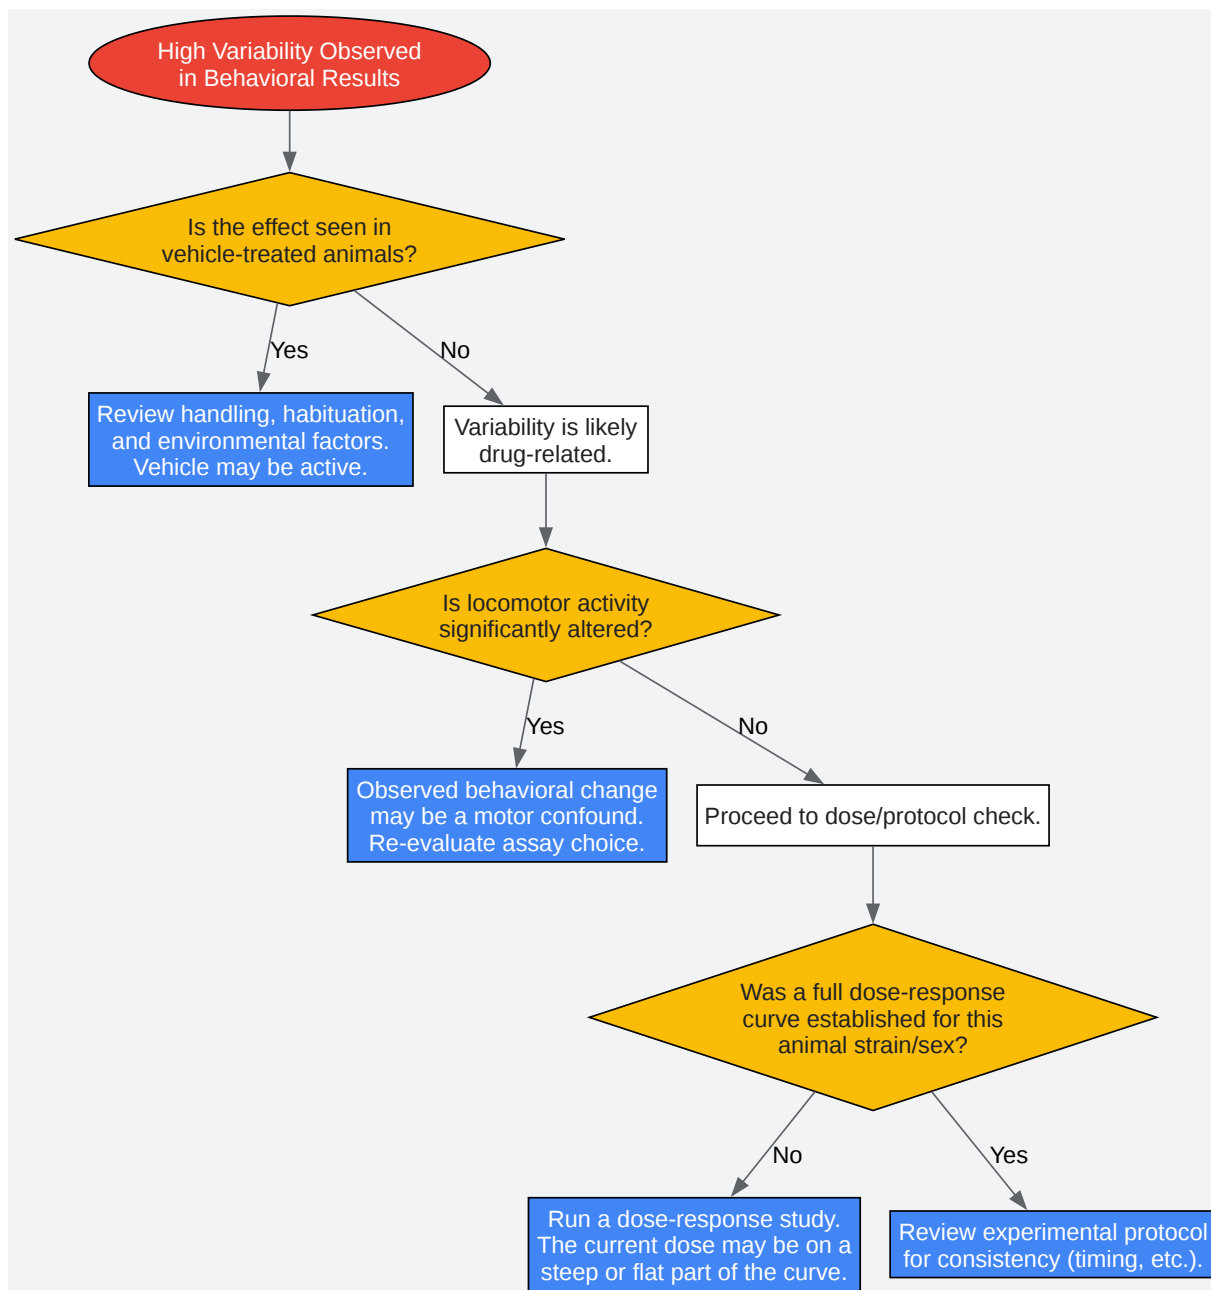 High Variability Observed
in Behavioral Results
Is the effect seen in
vehicle-treated animals?
Yes
No
Review handling, habituation,
and environmental factors.
Vehicle may be active.
Variability is likely
drug-related.
Is locomotor activity
significantly altered?
Yes
No
Observed behavioral change
may be a motor confound.
Re-evaluate assay choice.
Proceed to dose/protocol check.
Was a full dose-response
curve established for this
animal strain/sex?
No
Yes
Run a dose-response study.
The current dose may be on a
steep or flat part of the curve.
Review experimental protocol
for consistency (timing, etc.).